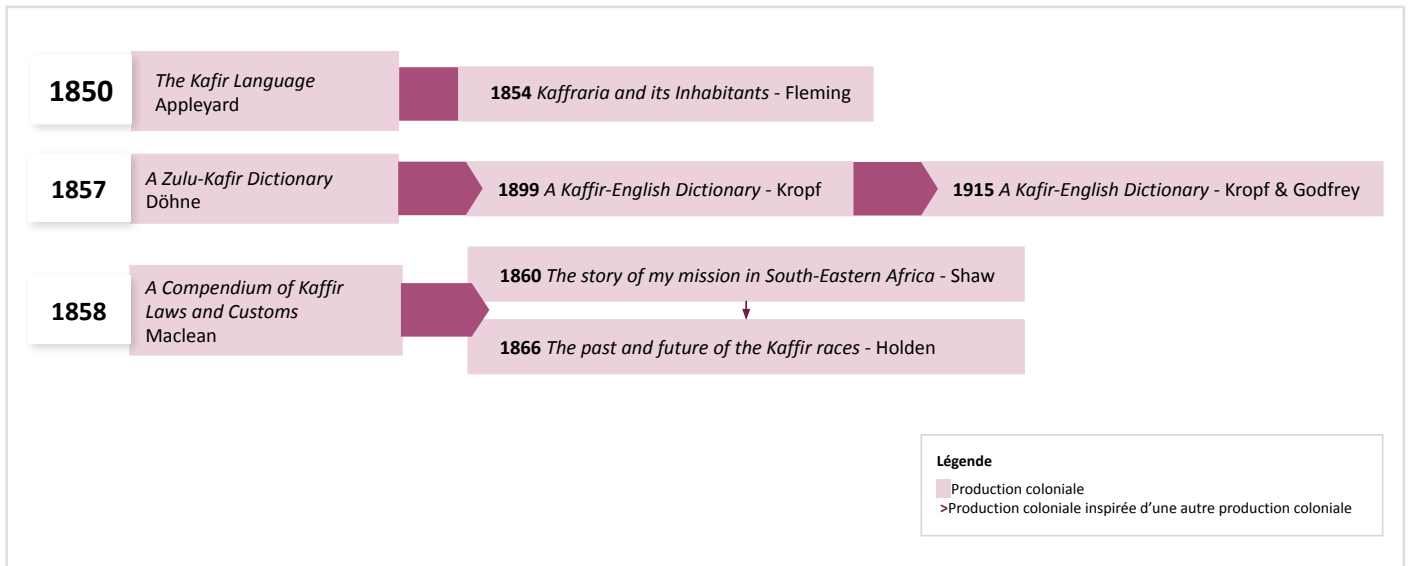 1850
The Kafir Language
Appleyard
1854 Kaffraria and its Inhabitants - Fleming
1857
A Zulu-Kafir Dictionary
Döhne
1899 A Kaffir-English Dictionary - Kropf
1915 A Kafir-English Dictionary - Kropf & Godfrey
1858
A Compendium of Kaffir
Laws and Customs
Maclean
1860 The story of my mission in South-Eastern Africa - Shaw
1866 The past and future of the Kaffir races - Holden
Légende
Production coloniale
>Production coloniale inspirée d’une autre production coloniale